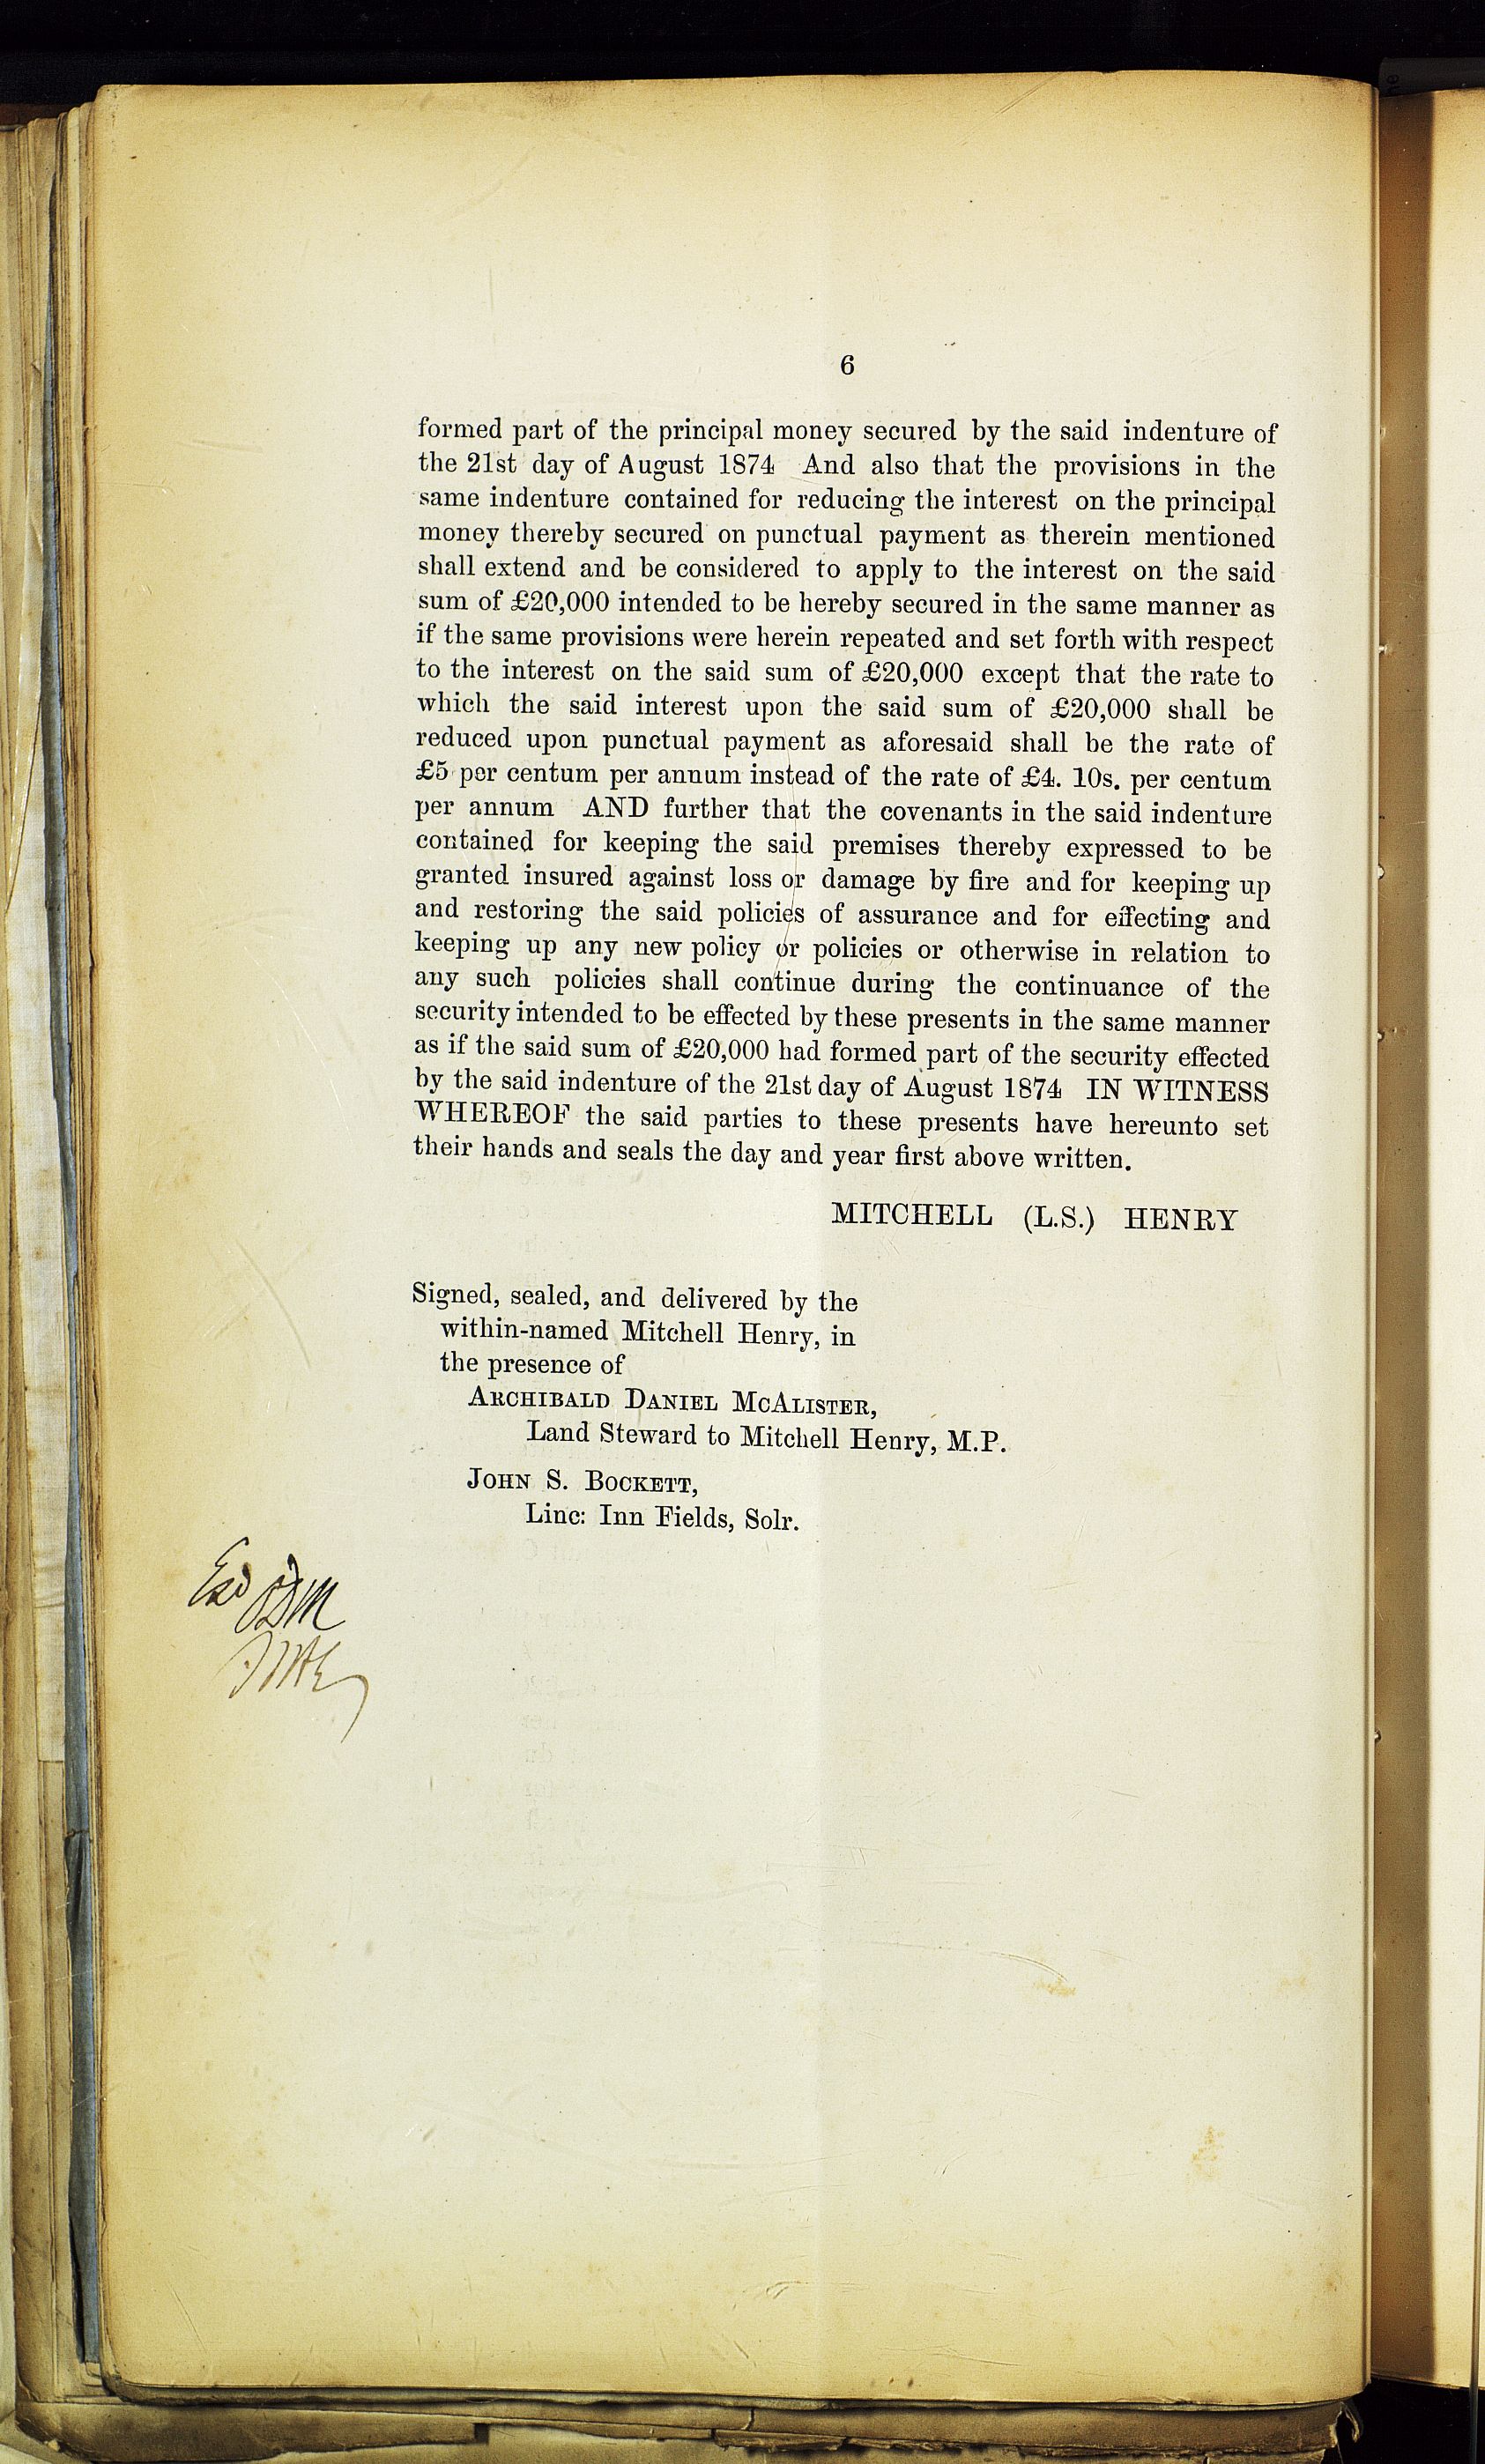 6
formed part of the principal money secured by the said indenture of
the 21st day of August 1874 And also that the provisions in the
same indenture contained for reducing the interest on the principal
money thereby secured on punctual payment as therein mentioned
shall extend and be considered to apply to the interest on the said
sum of £20,000 intended to be hereby secured in the same manner as
if the same provisions were herein repeated and set forth with respect
to the interest on the said sum of £20,000 except that the rate to
which the said interest upon the said sum of £20,000 shall be
reduced upon punctual payment as aforesaid shall be the rate of
£5 per centum per annum instead of the rate of £4. 10s. per centum
per annum AND further that the covenants in the said indenture
contained for keeping the said premises thereby expressed to be
granted insured against loss or damage by fire and for keeping up
and restoring the said policies of assurance and for effecting and
keeping up any new policy or policies or otherwise in relation to
any such policies shall continue during the continuance of the
security intended to be effected by these presents in the same manner
as if the said sum of £20,000 had formed part of the security effected
by the said indenture of the 21st day of August 1874 IN WITNESS
WHEREOF the said parties to these presents have hereunto set
their hands and seals the day and year first above written.
MITCHELL (L.S.) HENRY
Signed, sealed, and delivered by the
within-named Mitchell Henry, in
the presence of
ARCHIBALD DANIEL MCALISTER,
Land Steward to Mitchell Henry, M.P.
JOHN S. BOCKETT,
Linc: Inn Fields, Solr.